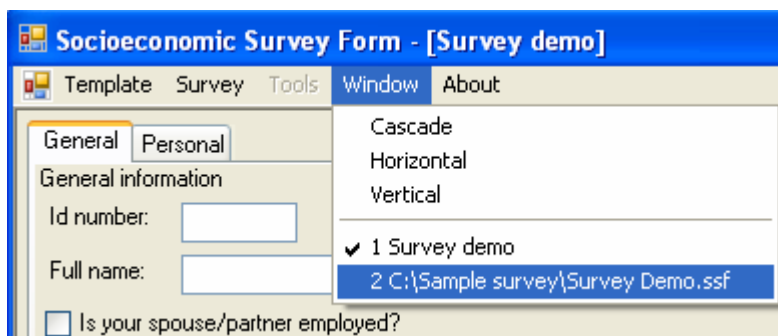 Socioeconomic Survey Form - [Survey demo]
Template Survey Tools Window About
Cascade
Horizontal
Vertical
1 Survey demo
2 C:\Sample survey\Survey Demo.ssf
General Personal
General information
Id number:
Full name:
Is your spouse/partner employed?